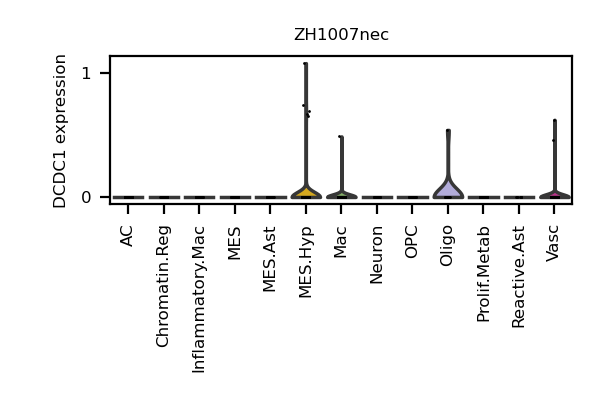 ZH1007nec
DCDC1 expression
1
0
AC
Chromatin.Reg
Inflammatory.Mac
MES
MES.Ast
MES.Hyp
Mac
Neuron
OPC
Oligo
Prolif.Metab
Reactive.Ast
Vasc